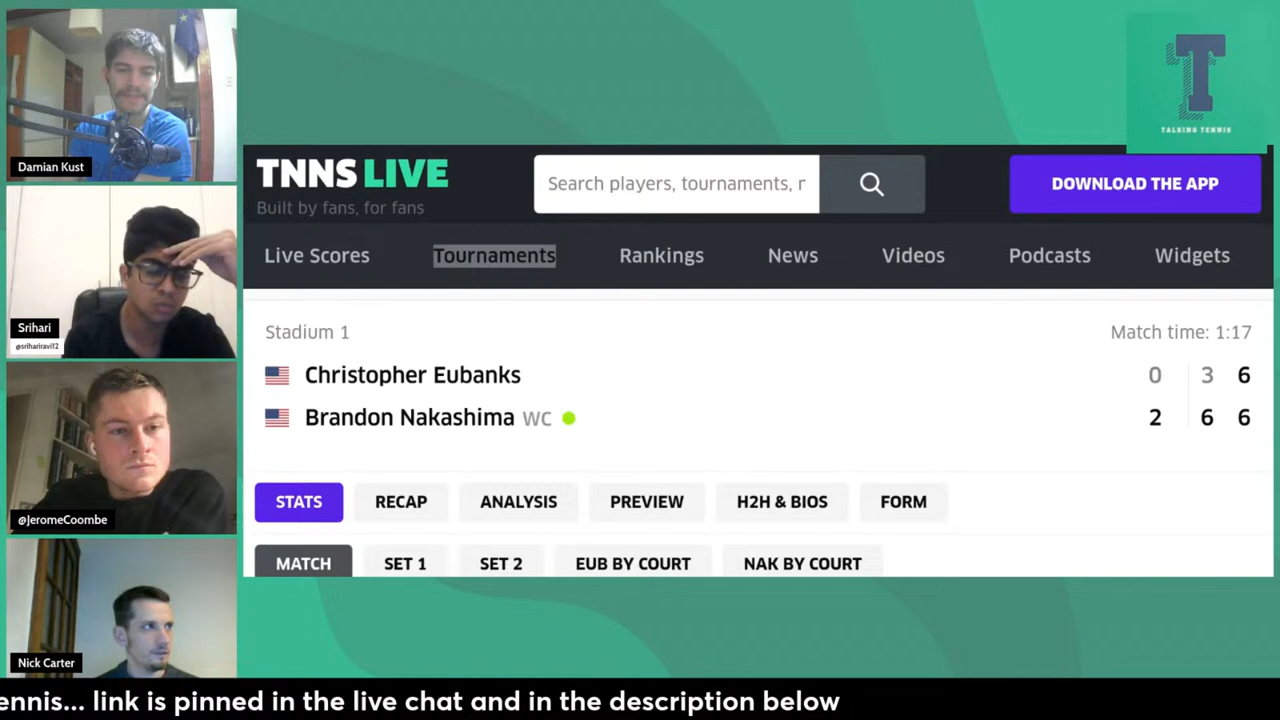 Damian Kust
Srihari
@srihariravi12
@JeromeCoombe
Nick Carter
T
TALKING TENNIS
TNNS LIVE
Built by fans, for fans
Search players, tournaments, r
DOWNLOAD THE APP
Live Scores Tournaments Rankings News Videos Podcasts Widgets
Stadium 1 Match time: 1:17
Christopher Eubanks 0 3 6
Brandon Nakashima WC 2 6 6
STATS RECAP ANALYSIS PREVIEW H2H & BIOS FORM
MATCH SET 1 SET 2 EUB BY COURT NAK BY COURT
ennis... link is pinned in the live chat and in the description below